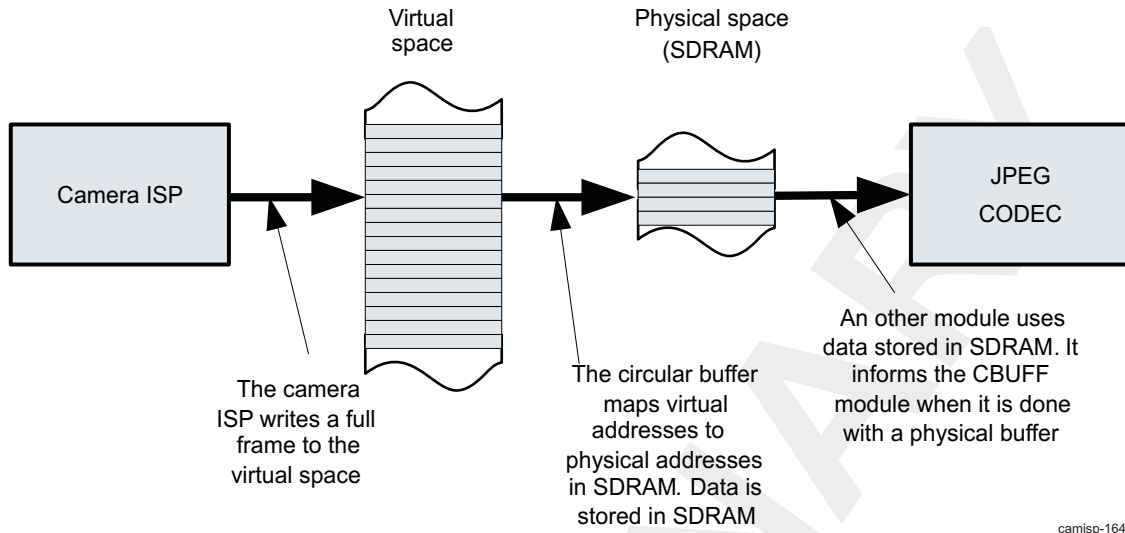 Virtual
space
Physical space
(SDRAM)
Camera ISP
JPEG
CODEC
The camera
ISP writes a full
frame to the
virtual space
The circular buffer
maps virtual
addresses to
physical addresses
in SDRAM. Data is
stored in SDRAM
An other module uses
data stored in SDRAM. It
informs the CBUFF
module when it is done
with a physical buffer
camisp-164